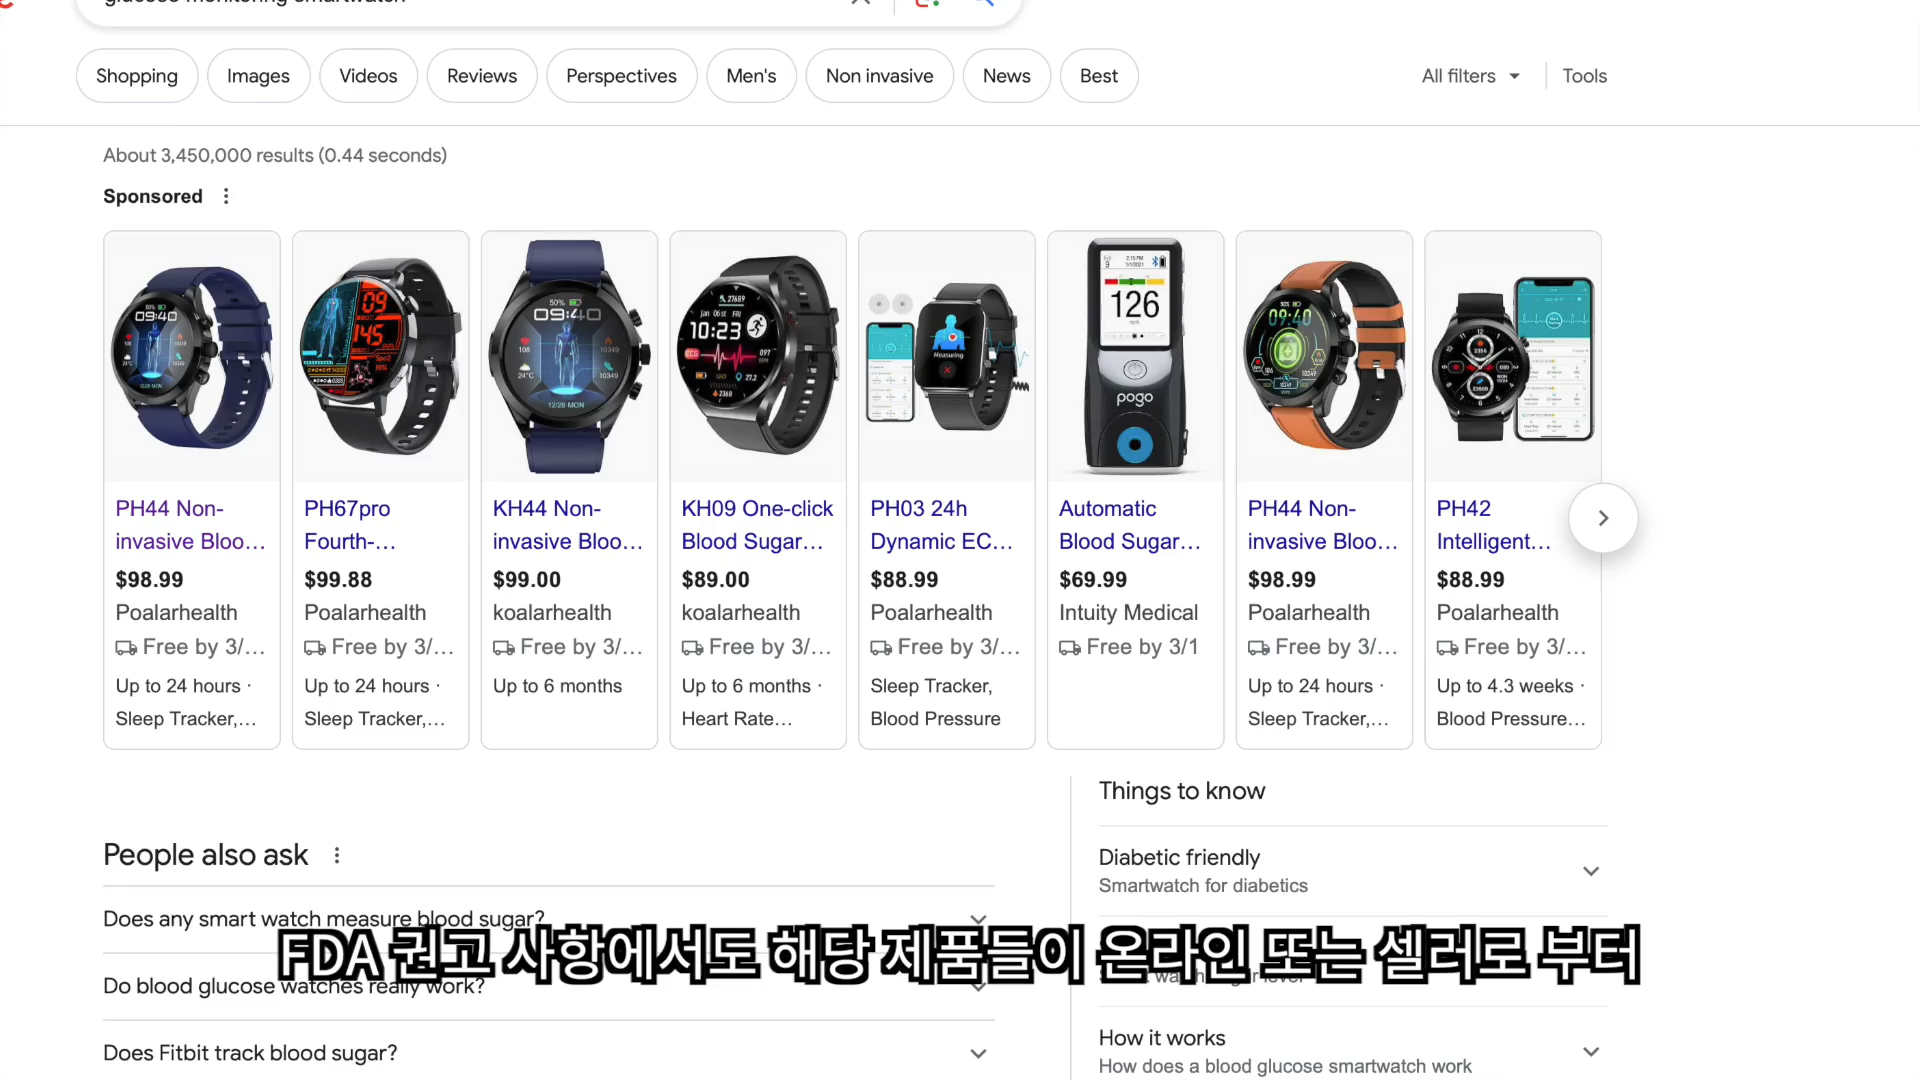 glucose monitoring smartwatch
Shopping
Images
Videos
Reviews
Perspectives
Men's
Non invasive
News
Best
All filters
Tools
About 3,450,000 results (0.44 seconds)
Sponsored
PH44 Non-
invasive Bloo...
$98.99
Poalarhealth
Free by 3/...
Up to 24 hours ·
Sleep Tracker,...
PH67pro
Fourth-...
$99.88
Poalarhealth
Free by 3/...
Up to 24 hours ·
Sleep Tracker,...
KH44 Non-
invasive Bloo...
$99.00
koalarhealth
Free by 3/...
Up to 6 months
KH09 One-click
Blood Sugar...
$89.00
koalarhealth
Free by 3/...
Up to 6 months ·
Heart Rate...
Measuring
PH03 24h
Dynamic EC...
$88.99
Poalarhealth
Free by 3/...
Sleep Tracker,
Blood Pressure
126
pogo
Automatic
Blood Sugar...
$69.99
Intuity Medical
Free by 3/1
09:40
PH44 Non-
invasive Bloo...
$98.99
Poalarhealth
Free by 3/...
Up to 24 hours ·
Sleep Tracker,...
PH42
Intelligent...
$88.99
Poalarhealth
Free by 3/...
Up to 4.3 weeks ·
Blood Pressure...
People also ask
Does any smart watch measure blood sugar?
Do blood glucose watches really work?
Does Fitbit track blood sugar?
Things to know
Diabetic friendly
Smartwatch for diabetics
How it works
How does a blood glucose smartwatch work
FDA 권고 사항에서도 해당 제품들이 온라인 또는 셀러로 부터